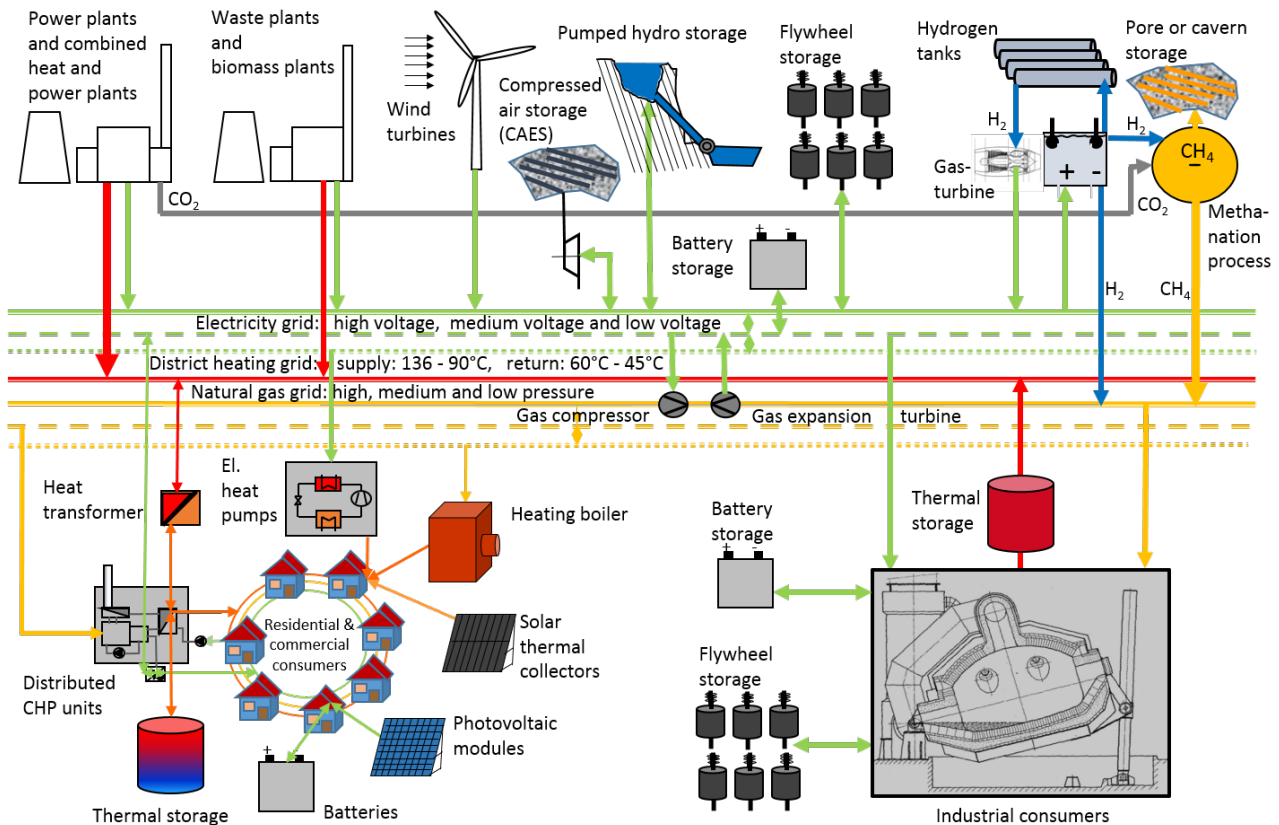 Power plants
and combined
heat and
power plants
Waste plants
and
biomass plants
Wind
turbines
Compressed
air storage
(CAES)
Pumped hydro storage
Flywheel
storage
Hydrogen
tanks
Pore or cavern
storage
H₂
H₂
Gas-
turbine
+ -
CH₄
CO₂
CO₂
Metha-
nation
process
Battery
storage
+ -
H₂
CH₄
Electricity grid: high voltage, medium voltage and low voltage
District heating grid: supply: 136 - 90°C, return: 60°C - 45°C
Natural gas grid: high, medium and low pressure
Gas compressor
Gas expansion turbine
Heat
transformer
El.
heat
pumps
Heating boiler
Battery
storage
+ -
Thermal
storage
Residential &
commercial
consumers
Solar
thermal
collectors
Distributed
CHP units
Flywheel
storage
Photovoltaic
modules
+ -
Thermal storage
Batteries
Industrial consumers